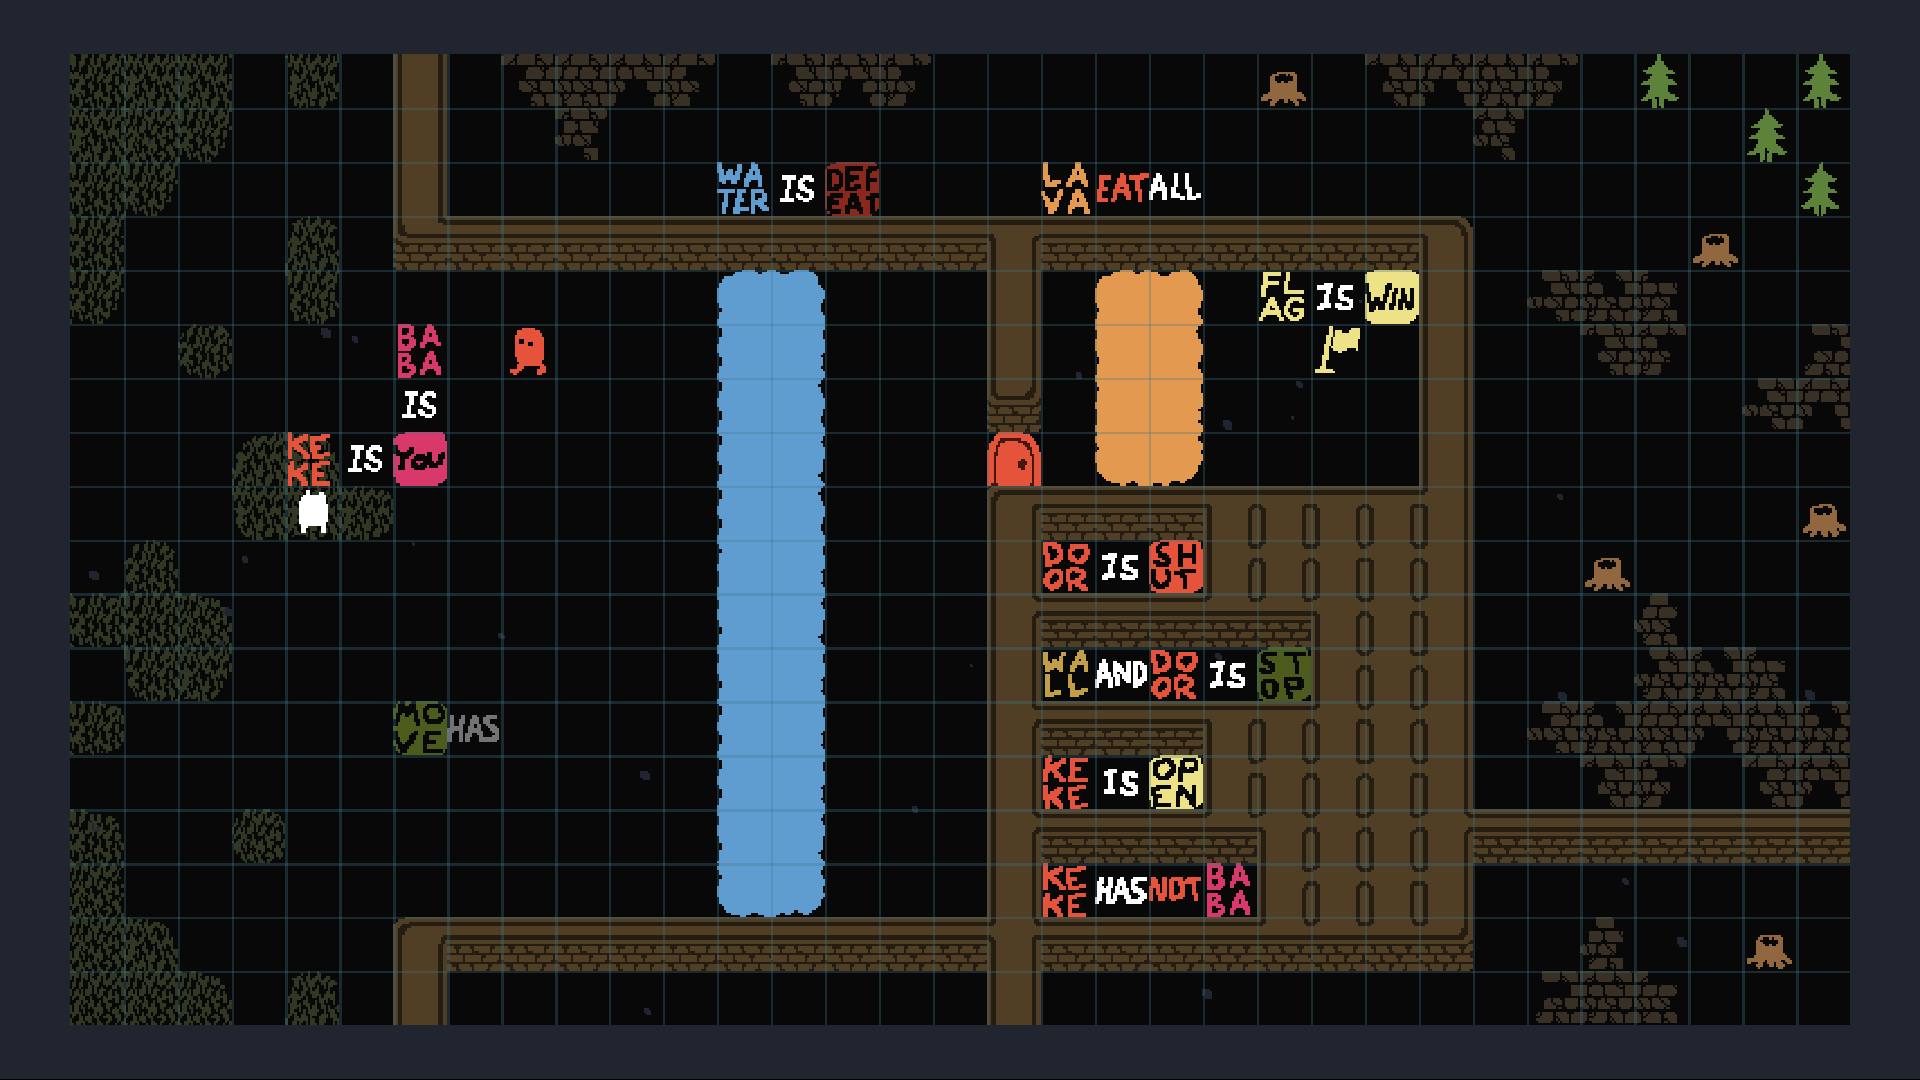 WATER IS DEFEAT
LAVA EAT ALL
FLAG IS WIN
BABA
IS
KEKE IS YOU
DOOR IS SHUT
WALL AND DOOR IS STOP
MOVE HAS
KEKE IS OPEN
KEKE HAS NOT BABA